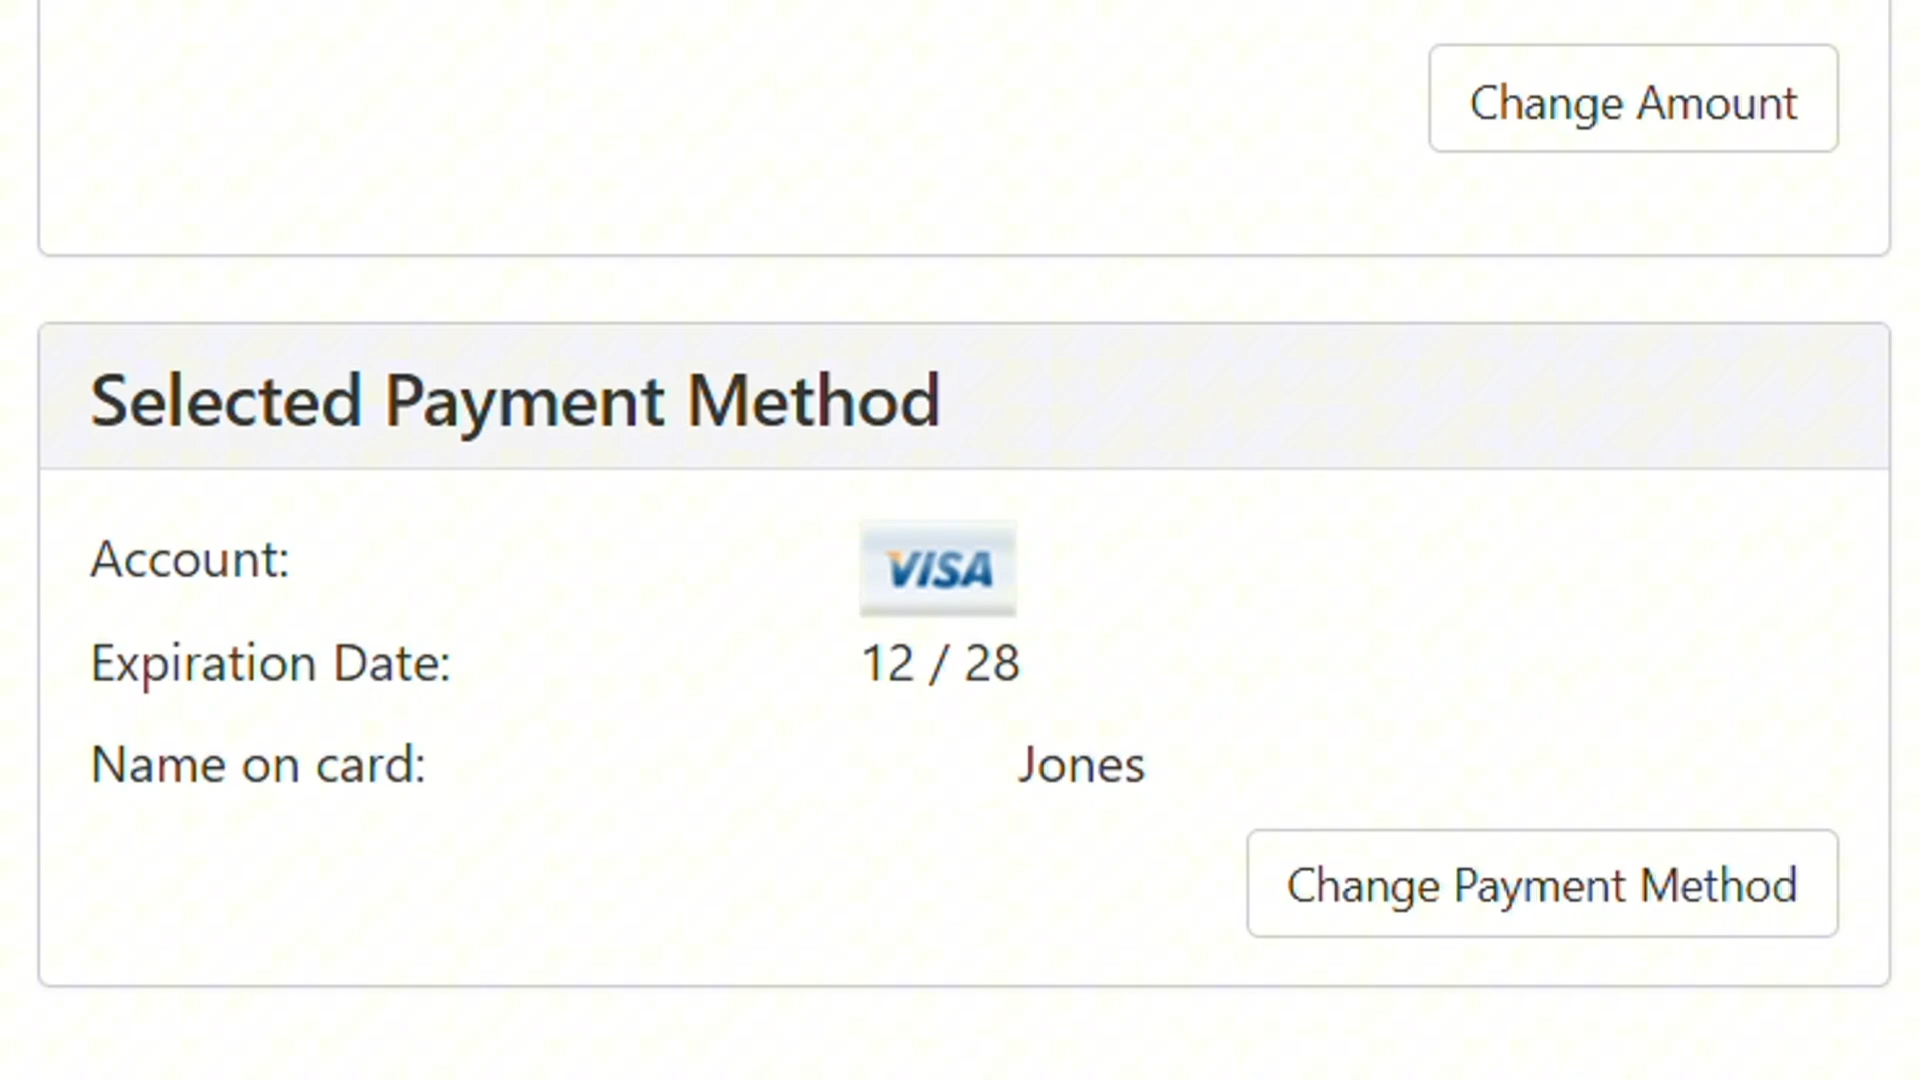 Change Amount
Selected Payment Method
Account: VISA
Expiration Date: 12 / 28
Name on card: Jones
Change Payment Method